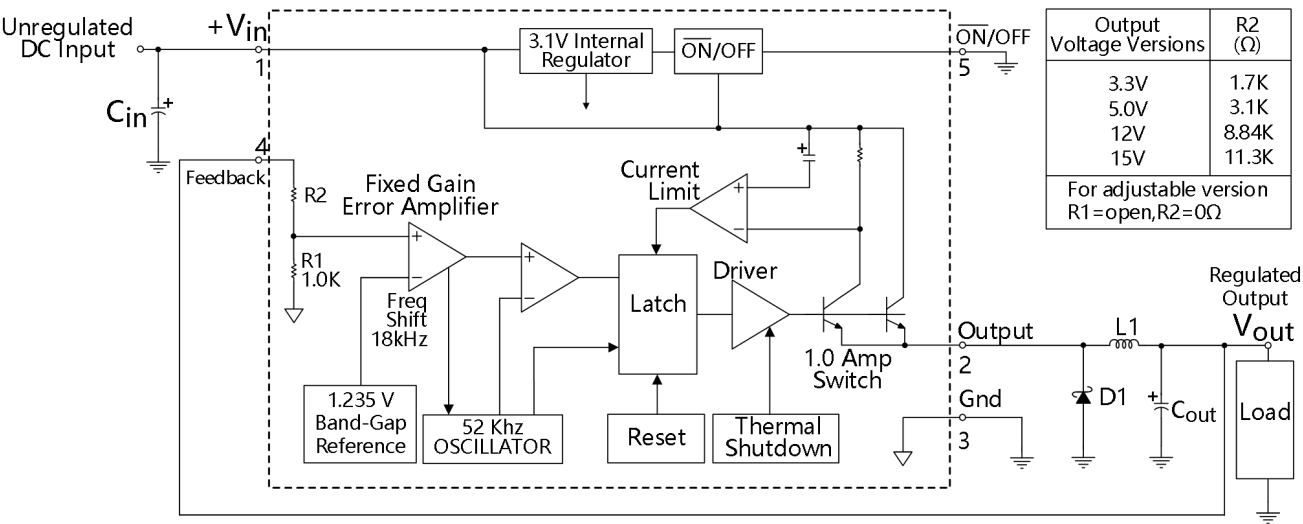 Unregulated
DC Input
+Vin
1
Cin
+
3.1V Internal
Regulator
ON/OFF
ON/OFF
5
Output
Voltage Versions
R2
(Ω)
3.3V
1.7K
5.0V
3.1K
12V
8.84K
15V
11.3K
For adjustable version
R1=open,R2=0Ω
4
Feedback
R2
R1
1.0K
Fixed Gain
Error Amplifier
+
−
Freq
Shift
18kHz
+
−
Current
Limit
+
−
+
Latch
Driver
1.0 Amp
Switch
Output
2
L1
Regulated
Output
Vout
D1
+
Cout
Load
Gnd
3
1.235 V
Band-Gap
Reference
52 Khz
OSCILLATOR
Reset
Thermal
Shutdown